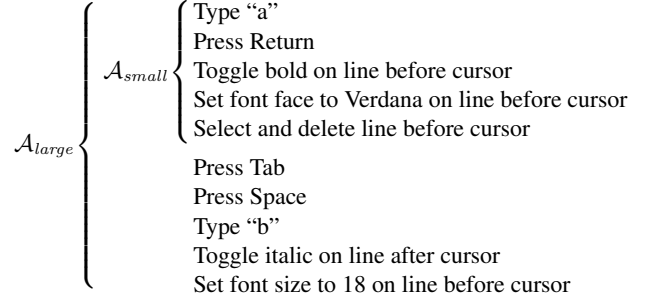 Type “a”
Press Return
𝒜small
Toggle bold on line before cursor
Set font face to Verdana on line before cursor
Select and delete line before cursor
𝒜large
Press Tab
Press Space
Type “b”
Toggle italic on line after cursor
Set font size to 18 on line before cursor